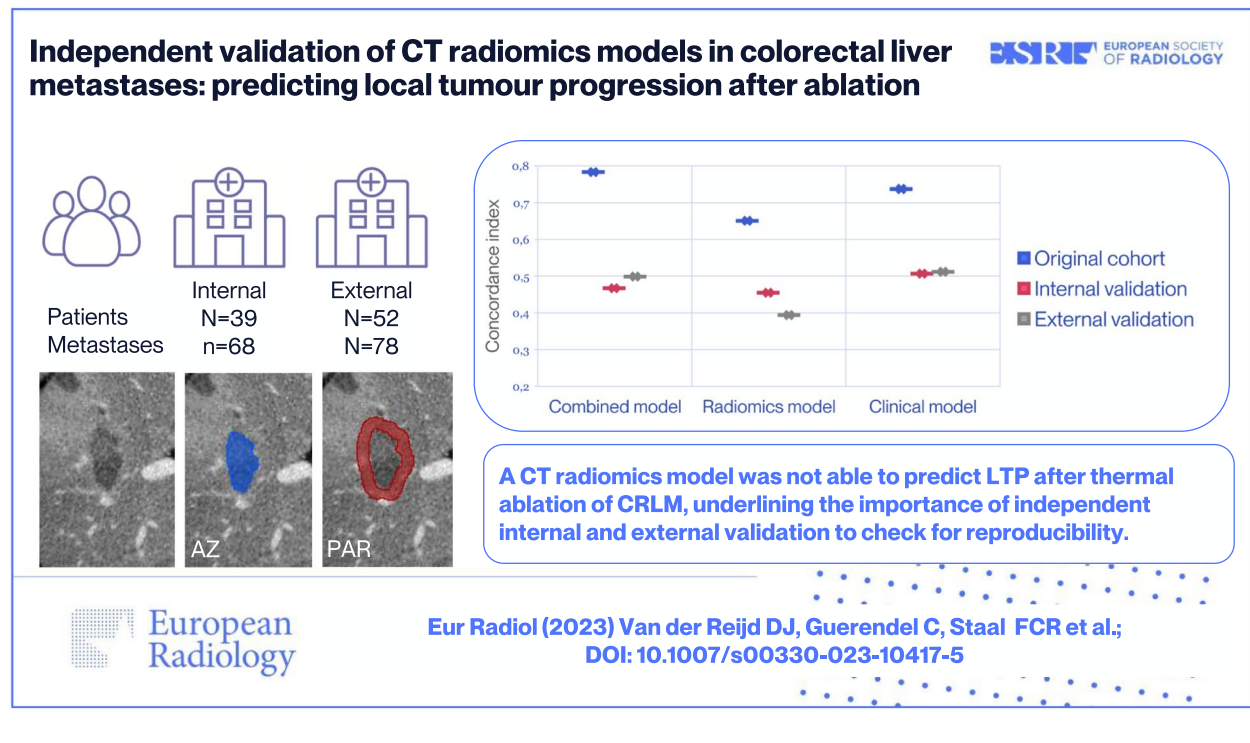 Independent validation of CT radiomics models in colorectal liver
metastases: predicting local tumour progression after ablation
ESR
EUROPEAN SOCIETY
OF RADIOLOGY
Internal
External
Patients
N=39
N=52
Metastases
n=68
N=78
AZ
PAR
Concordance index
0,8
0,7
0,6
0,5
0,4
0,3
0,2
Combined model
Radiomics model
Clinical model
Original cohort
Internal validation
External validation
A CT radiomics model was not able to predict LTP after thermal
ablation of CRLM, underlining the importance of independent
internal and external validation to check for reproducibility.
European
Radiology
Eur Radiol (2023) Van der Reijd DJ, Guerendel C, Staal FCR et al.;
DOI: 10.1007/s00330-023-10417-5